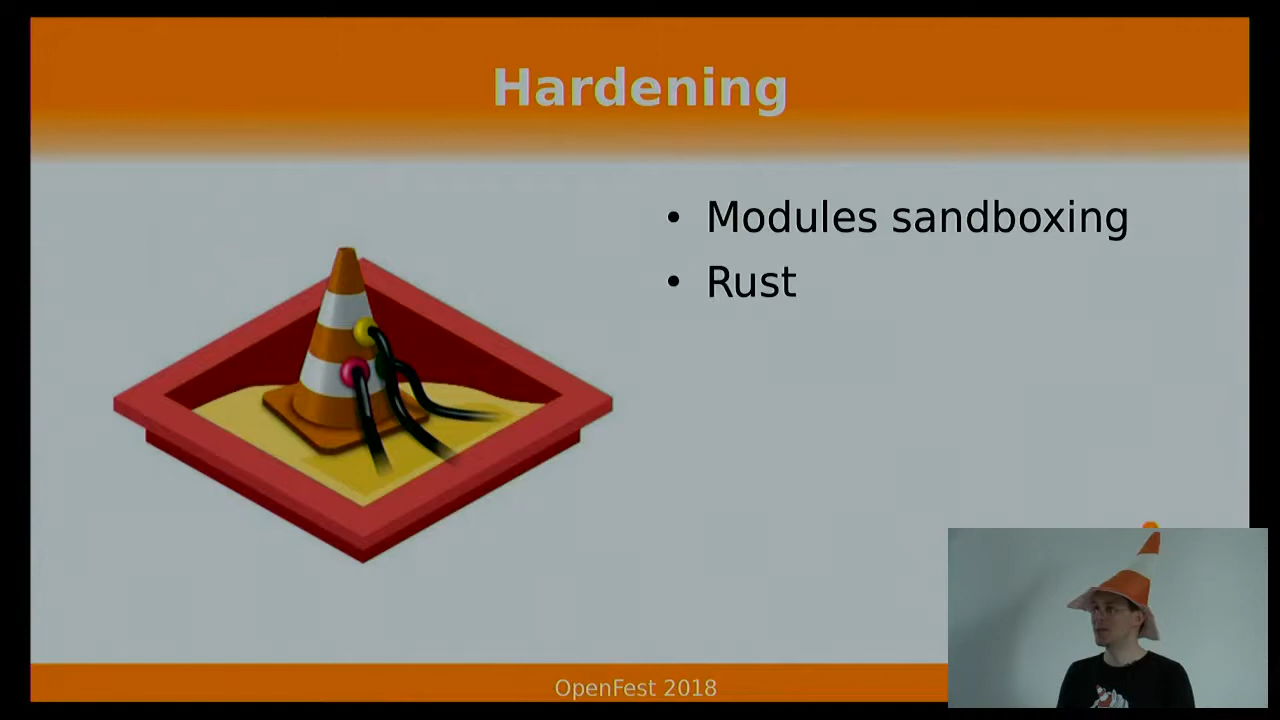 Hardening
• Modules sandboxing
• Rust
OpenFest 2018